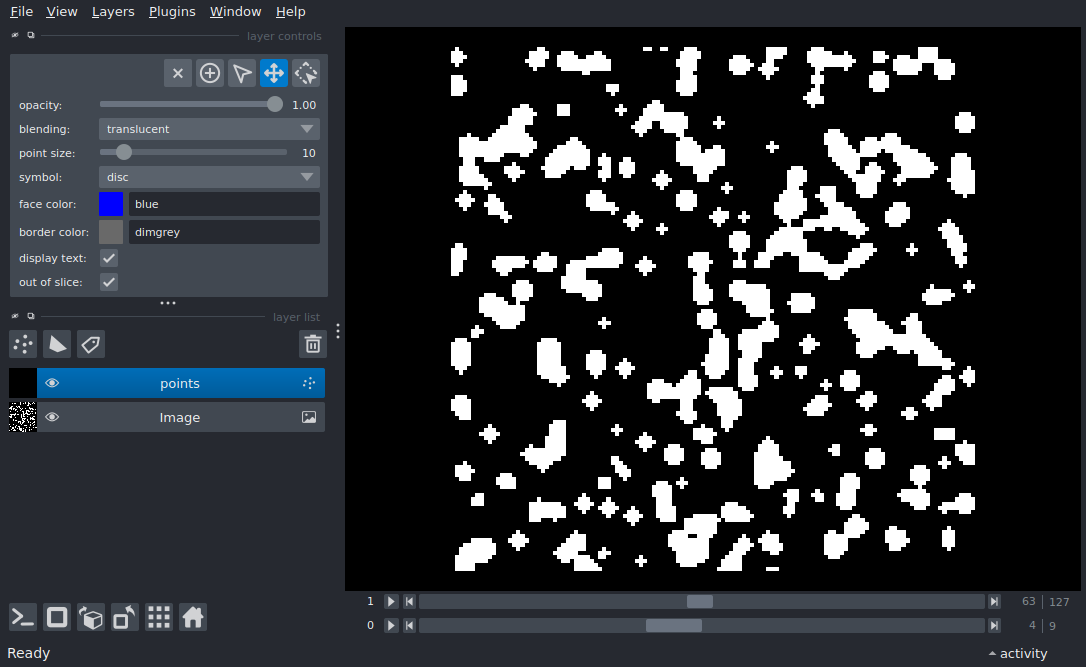 File View Layers Plugins Window Help
layer controls
opacity: 1.00
blending: translucent
point size: 10
symbol: disc
face color: blue
border color: dimgrey
display text:
out of slice:
layer list
points
Image
1 63 | 127
0 4 | 9
Ready activity